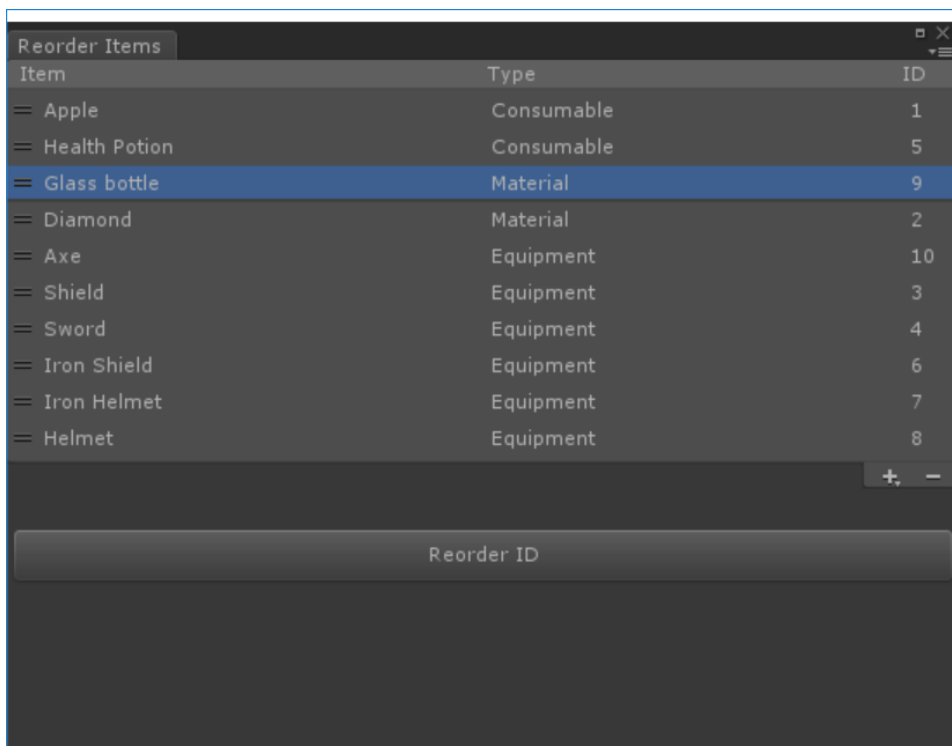 Reorder Items
Item Type ID
Apple Consumable 1
Health Potion Consumable 5
Glass bottle Material 9
Diamond Material 2
Axe Equipment 10
Shield Equipment 3
Sword Equipment 4
Iron Shield Equipment 6
Iron Helmet Equipment 7
Helmet Equipment 8
Reorder ID